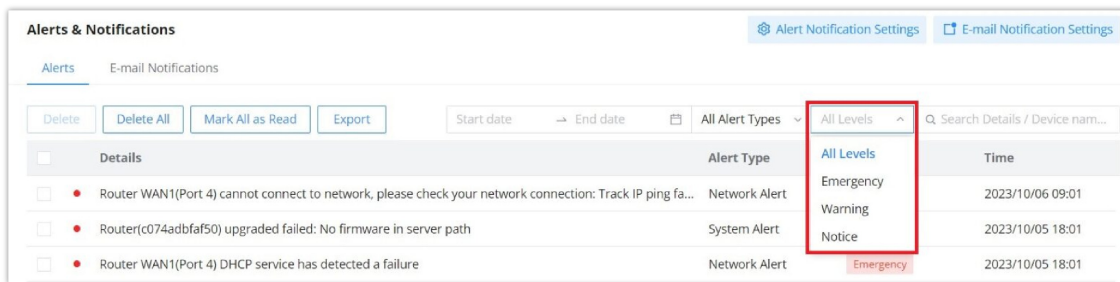 Alerts & Notifications
Alert Notification Settings
E-mail Notification Settings
Alerts
E-mail Notifications
Delete
Delete All
Mark All as Read
Export
Start date
End date
All Alert Types
All Levels
Search Details / Device nam...
Details
Alert Type
All Levels
Time
Emergency
Router WAN1(Port 4) cannot connect to network, please check your network connection: Track IP ping fa...
Network Alert
2023/10/06 09:01
Warning
Router(c074adbfaf50) upgraded failed: No firmware in server path
System Alert
2023/10/05 18:01
Notice
Router WAN1(Port 4) DHCP service has detected a failure
Network Alert
Emergency
2023/10/05 18:01